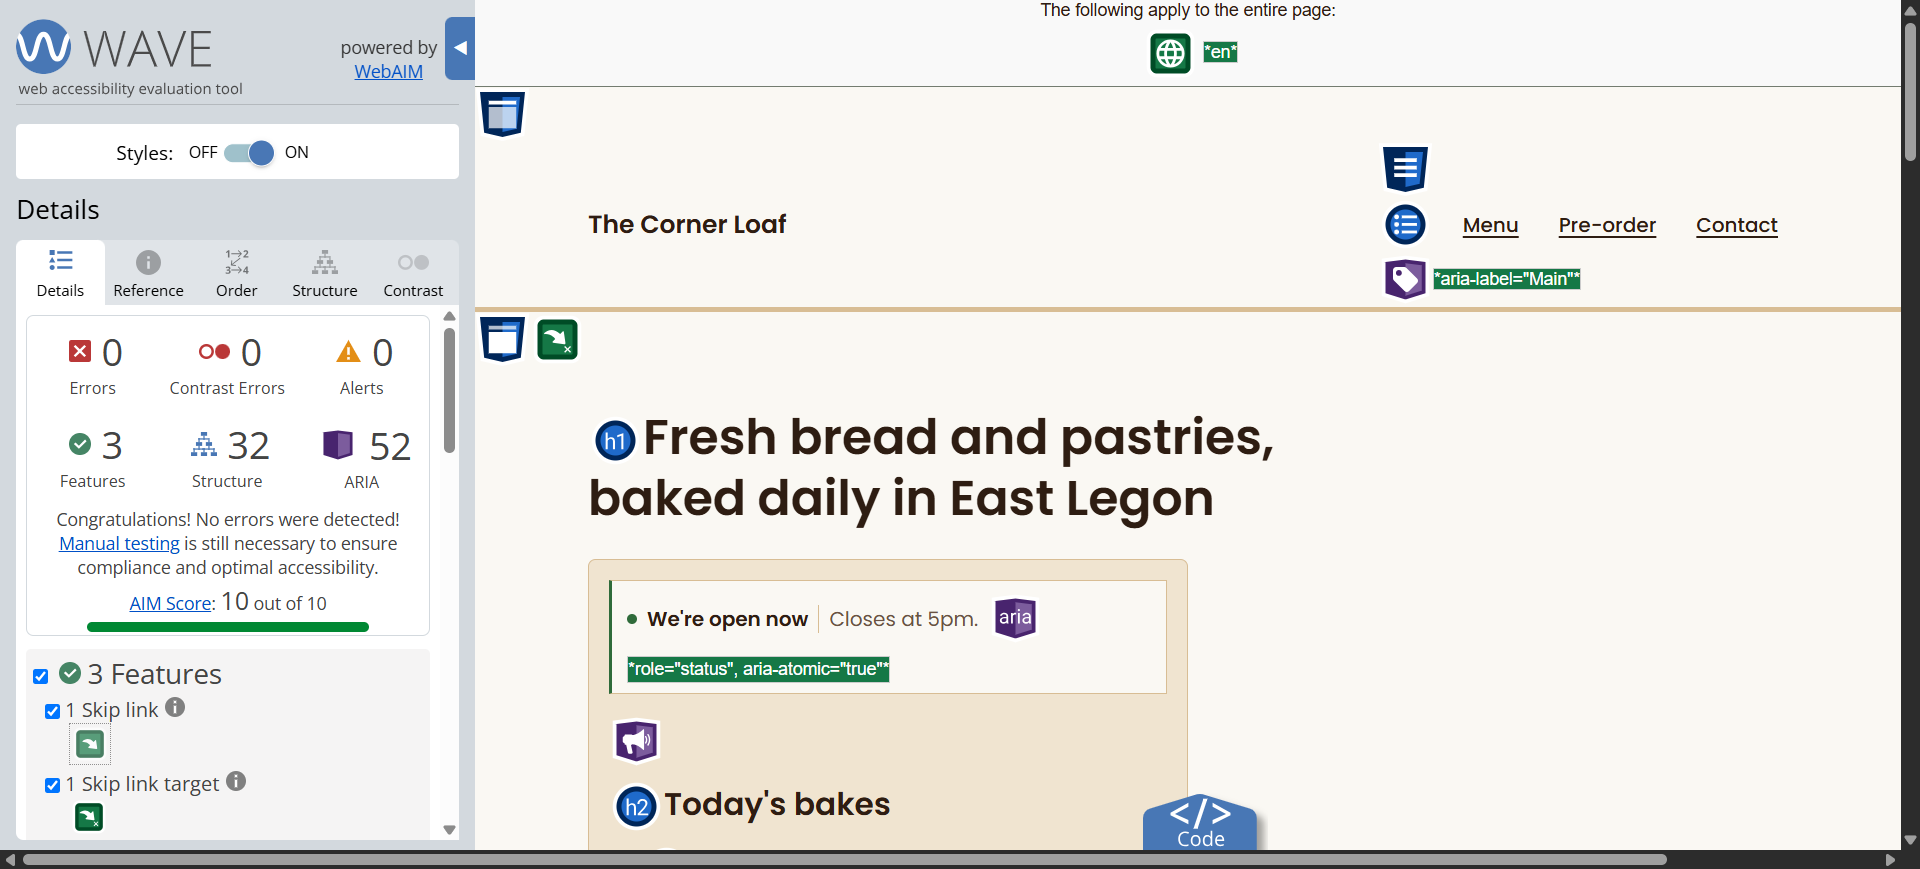 WAVE
powered by
WebAIM
web accessibility evaluation tool
Styles: OFF ON
Details
Details
Reference
1→2
3→4
Order
Structure
Contrast
0
Errors
0
Contrast Errors
0
Alerts
3
Features
32
Structure
52
ARIA
Congratulations! No errors were detected!
Manual testing is still necessary to ensure
compliance and optimal accessibility.
AIM Score: 10 out of 10
3 Features
1 Skip link
1 Skip link target
The following apply to the entire page:
*en*
The Corner Loaf
Menu
Pre-order
Contact
*aria-label="Main"*
h1 Fresh bread and pastries,
baked daily in East Legon
We're open now
Closes at 5pm.
aria
*role="status", aria-atomic="true"*
h2 Today's bakes
</>
Code